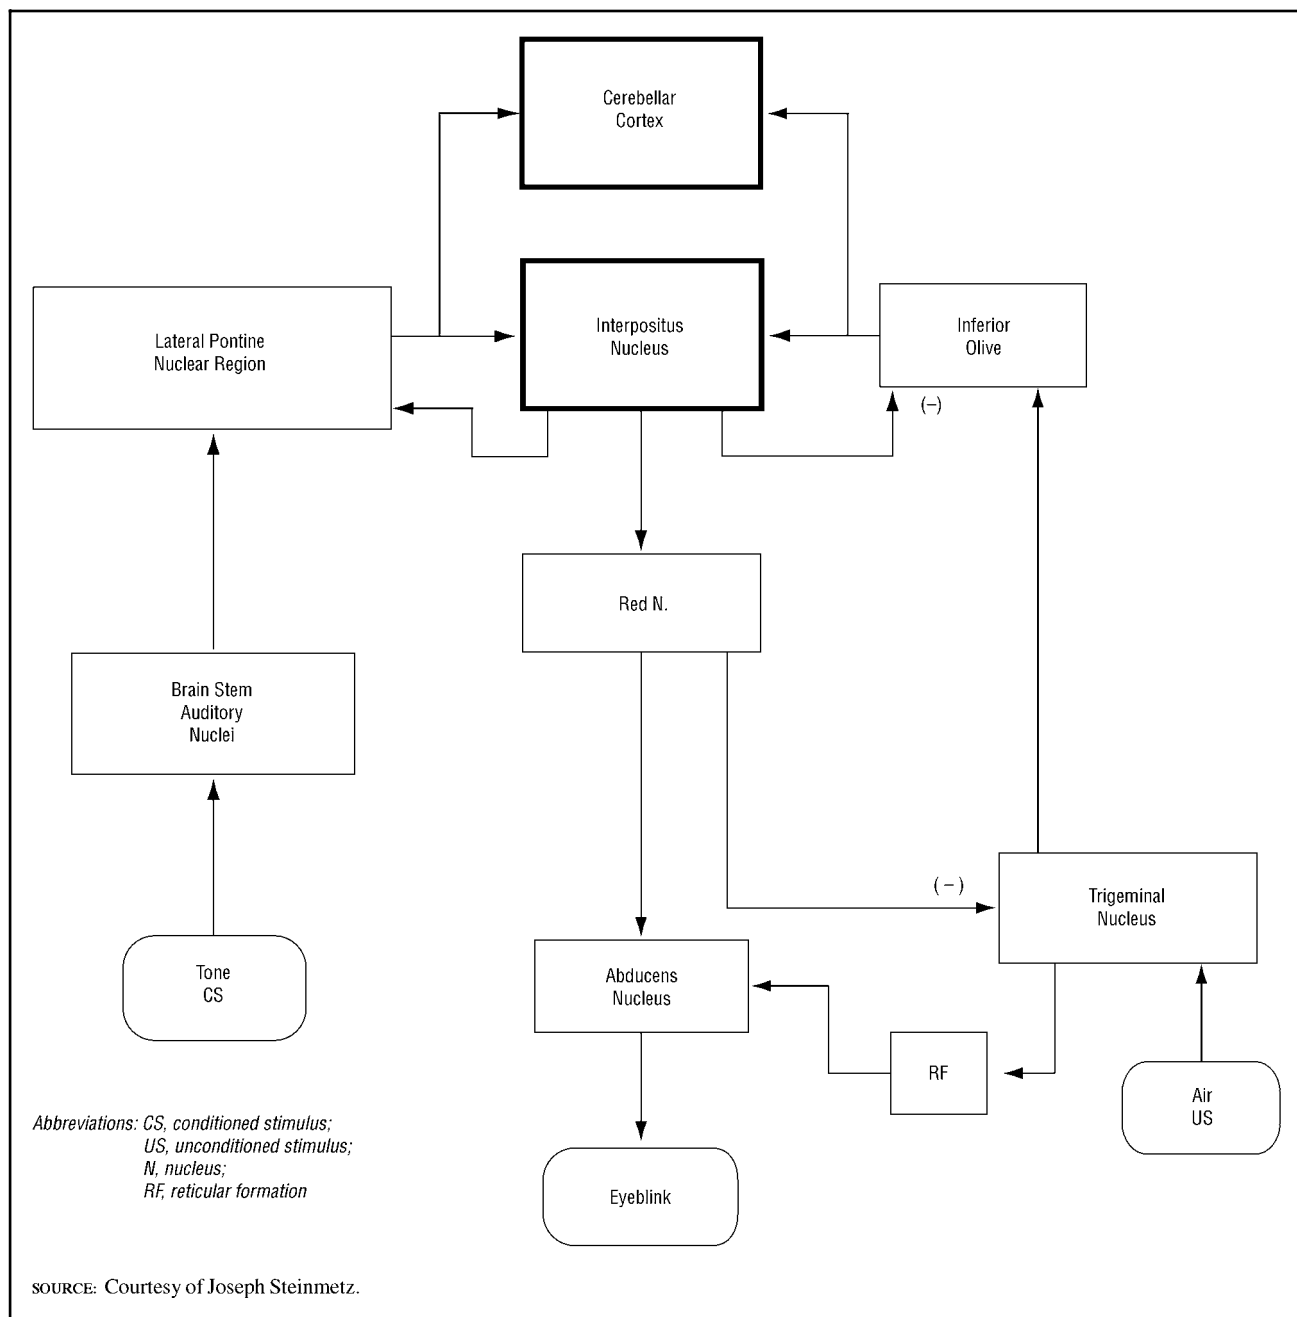 Cerebellar
Cortex
Lateral Pontine
Nuclear Region
Interpositus
Nucleus
Inferior
Olive
(–)
Red N.
Brain Stem
Auditory
Nuclei
(–)
Trigeminal
Nucleus
Tone
CS
Abducens
Nucleus
RF
Air
US
Abbreviations: CS, conditioned stimulus;
US, unconditioned stimulus;
N, nucleus;
RF, reticular formation
Eyeblink
SOURCE: Courtesy of Joseph Steinmetz.